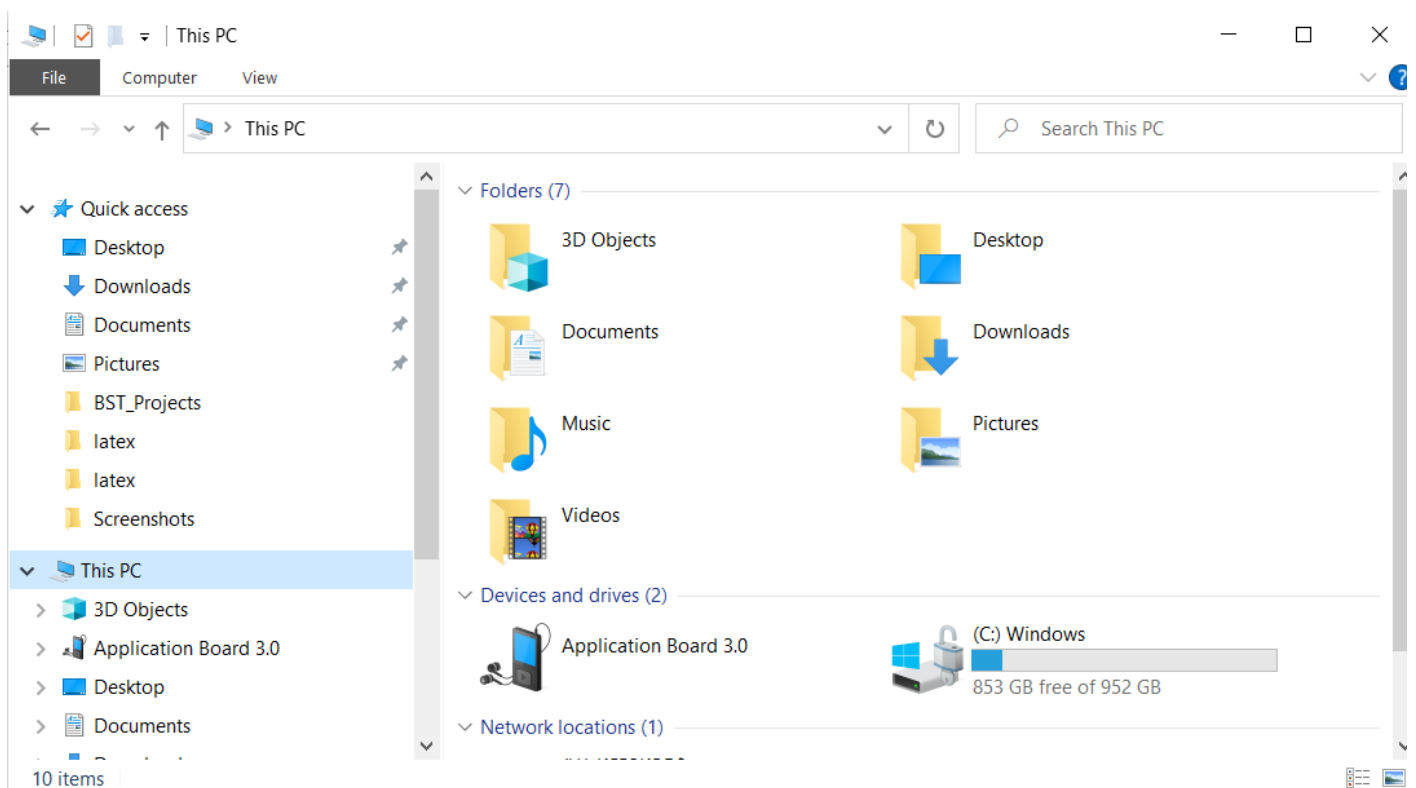 This PC
File Computer View
This PC Search This PC
Quick access
Desktop
Downloads
Documents
Pictures
BST_Projects
latex
latex
Screenshots
This PC
3D Objects
Application Board 3.0
Desktop
Documents
Folders (7)
3D Objects
Desktop
Documents
Downloads
Music
Pictures
Videos
Devices and drives (2)
Application Board 3.0
(C:) Windows
853 GB free of 952 GB
Network locations (1)
10 items